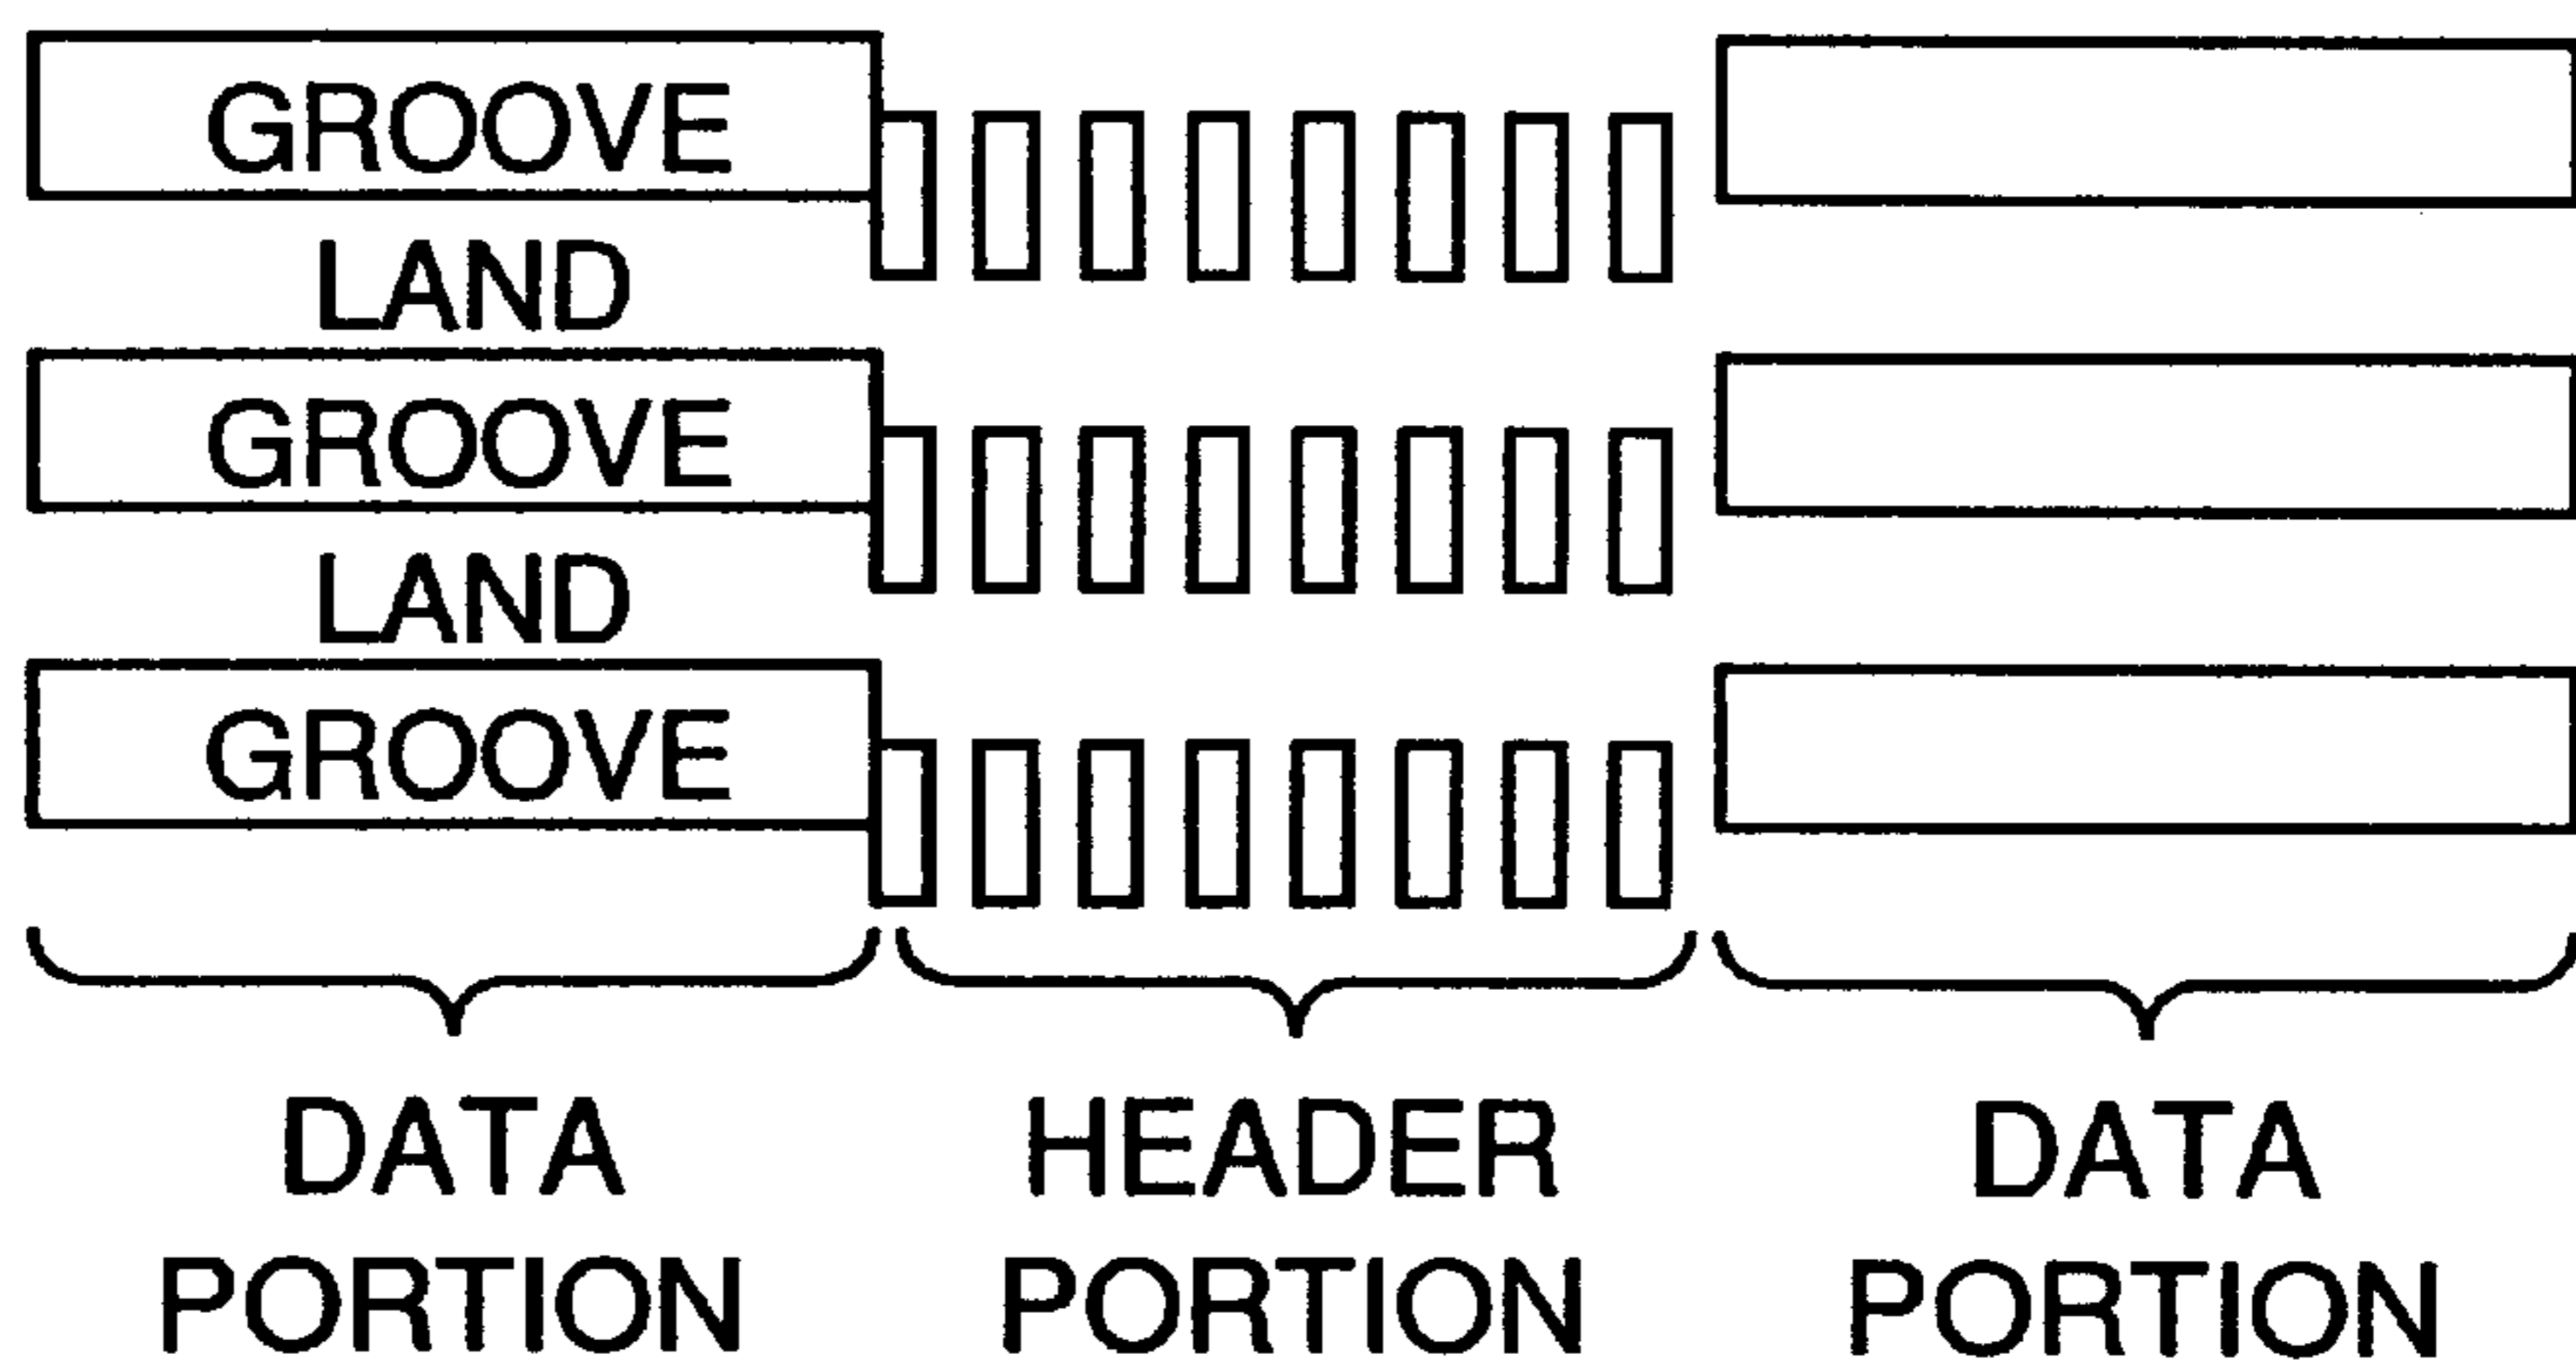 GROOVE
LAND
GROOVE
LAND
GROOVE
DATA PORTION
HEADER PORTION
DATA PORTION